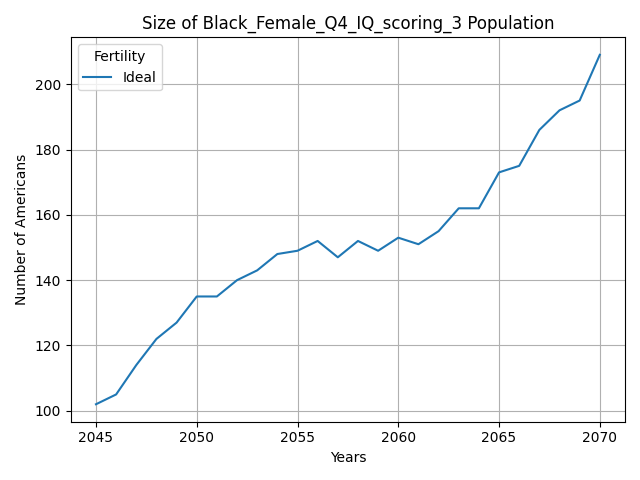 Size of Black_Female_Q4_IQ_scoring_3 Population
Fertility
Ideal
Number of Americans
200
180
160
140
120
100
2045
2050
2055
2060
2065
2070
Years